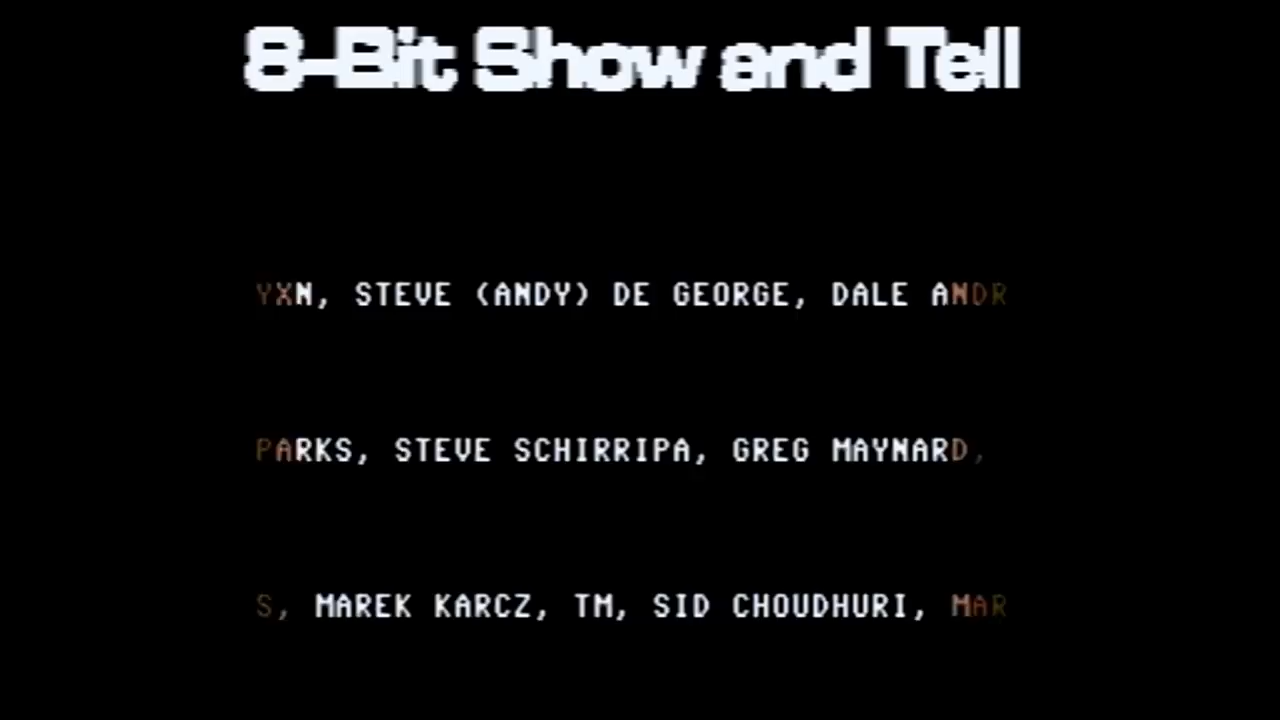 8-Bit Show and Tell
YXN, STEVE (ANDY) DE GEORGE, DALE ANDR
PARKS, STEVE SCHIRRIPA, GREG MAYNARD,
S, MAREK KARCZ, TM, SID CHOUDHURI, MAR